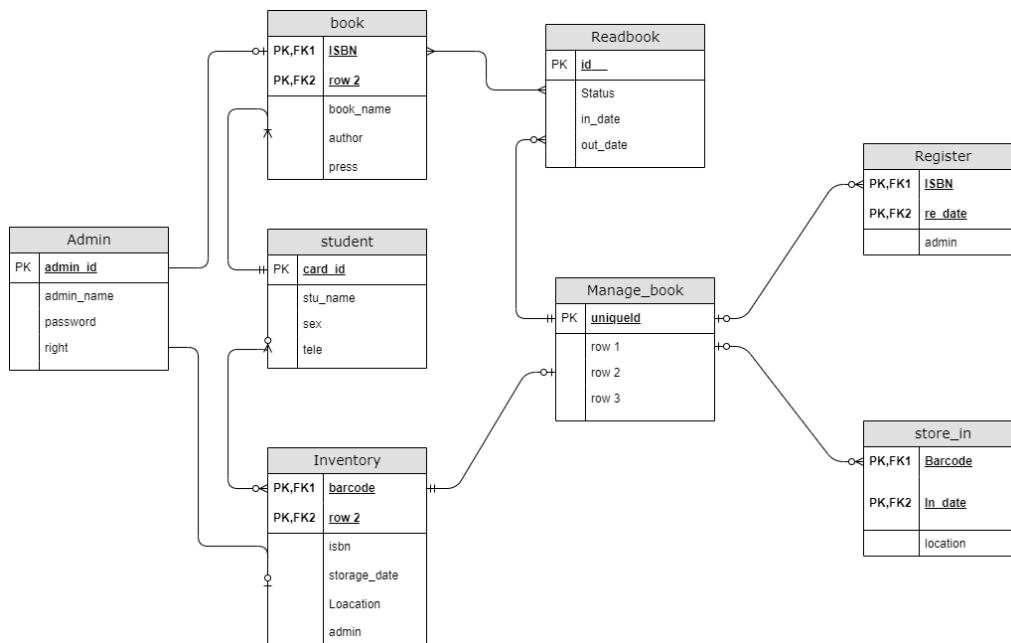 book
PK,FK1 ISBN
PK,FK2 row 2
book_name
author
press
Readbook
PK id__
Status
in_date
out_date
Register
PK,FK1 ISBN
PK,FK2 re_date
admin
Admin
PK admin_id
admin_name
password
right
student
PK card_id
stu_name
sex
tele
Manage_book
PK uniqueId
row 1
row 2
row 3
Inventory
PK,FK1 barcode
PK,FK2 row 2
isbn
storage_date
Loacation
admin
store_in
PK,FK1 Barcode
PK,FK2 In_date
location